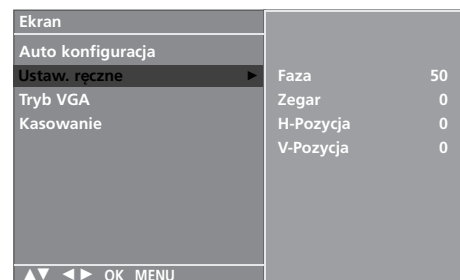 Ekran
Auto konfiguracja
Ustaw. ręczne ►
Tryb VGA
Kasowanie
Faza 50
Zegar 0
H-Pozycja 0
V-Pozycja 0
▲▼ ◄► OK MENU